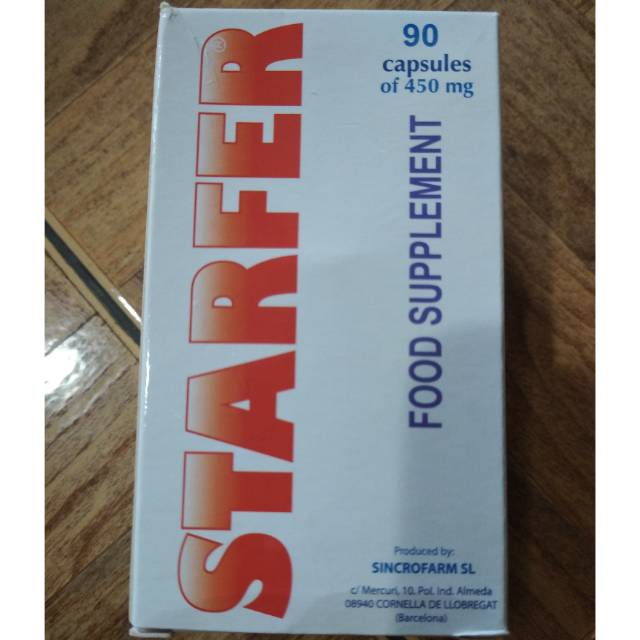 STARFER®
90
capsules
of 450 mg
FOOD SUPPLEMENT
Produced by:
SINCROFARM SL
c/ Mercuri, 10. Pol. Ind. Almeda
08940 CORNELLA DE LLOBREGAT
(Barcelona)